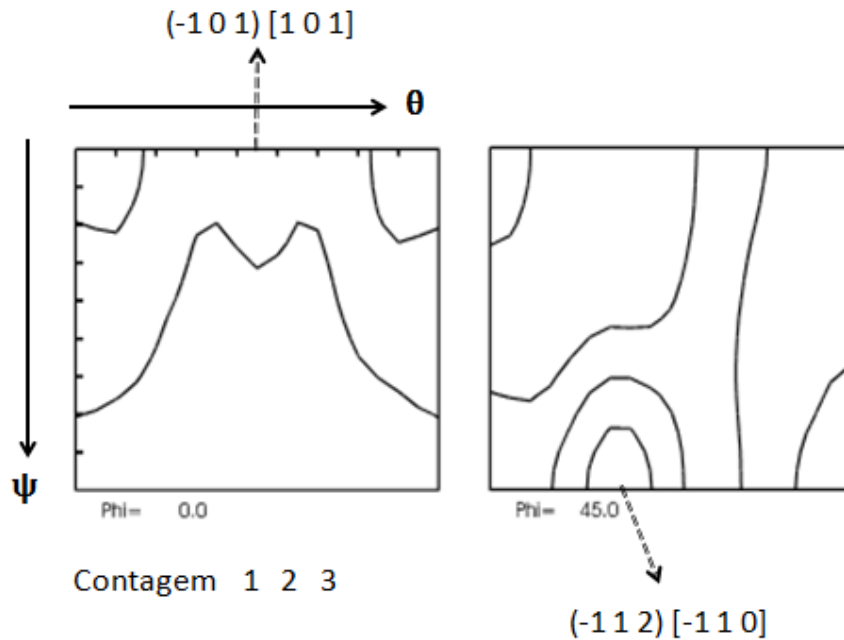 (-1 0 1) [1 0 1]
θ
ψ
Phi= 0.0
Phi= 45.0
Contagem 1 2 3
(-1 1 2) [-1 1 0]